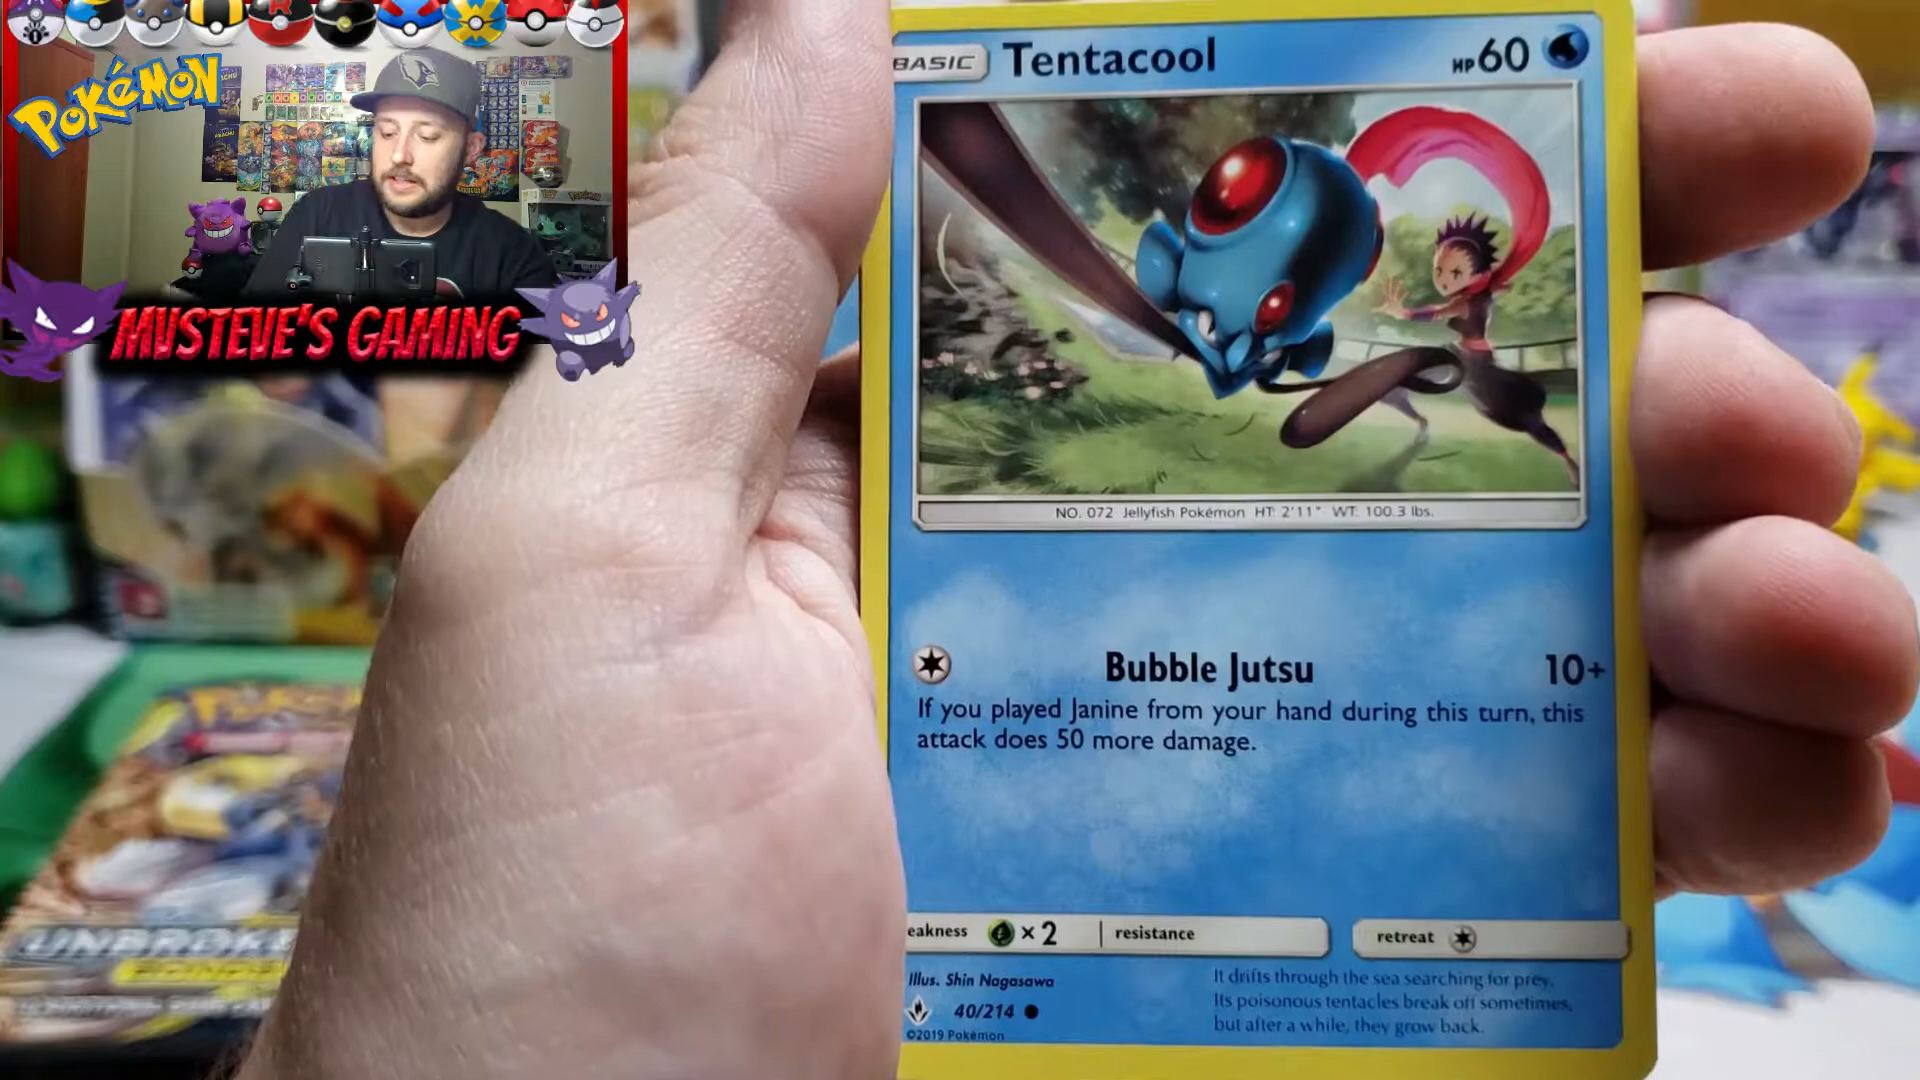 POKÉMON
MVSTEVE'S GAMING
BASIC Tentacool HP60
NO. 072 Jellyfish Pokémon HT: 2'11" WT: 100.3 lbs.
Bubble Jutsu 10+
If you played Janine from your hand during this turn, this
attack does 50 more damage.
eakness × 2 resistance retreat
Illus. Shin Nagasawa
40/214
©2019 Pokémon
It drifts through the sea searching for prey.
Its poisonous tentacles break off sometimes,
but after a while, they grow back.